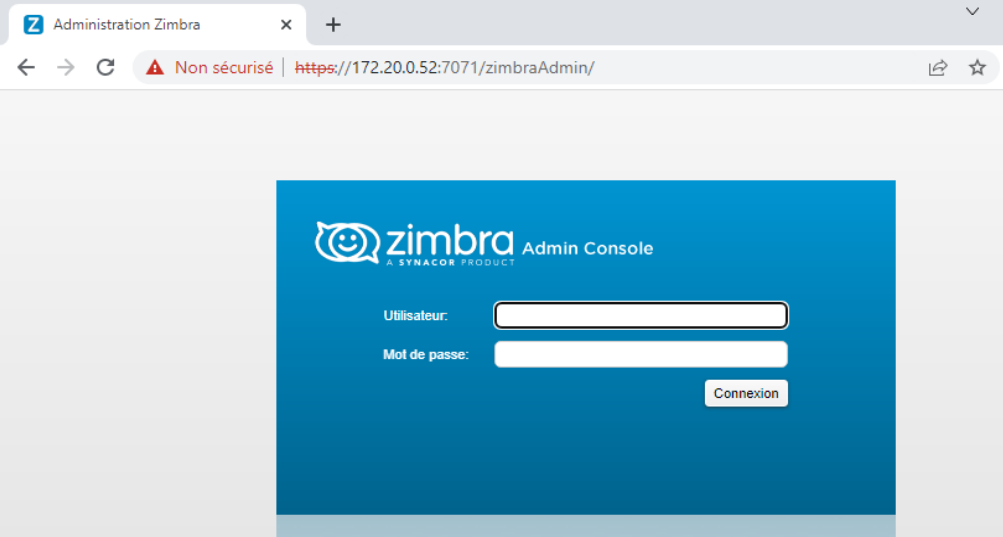 Administration Zimbra
Non sécurisé | https://172.20.0.52:7071/zimbraAdmin/
zimbra Admin Console
A SYNACOR PRODUCT
Utilisateur:
Mot de passe:
Connexion